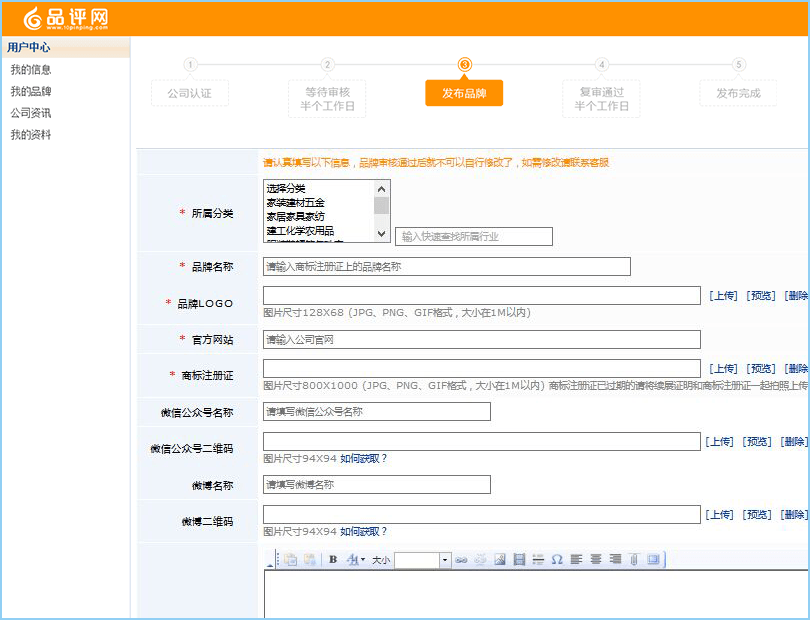 品评网
www.hipinping.com
用户中心
我的信息
我的品牌
公司资讯
我的资料
1 2 3 4 5
公司认证
等待审核
半个工作日
发布品牌
复审通过
半个工作日
发布完成
请认真填写以下信息，品牌审核通过后就不可以自行修改了，如需修改请联系客服
* 所属分类
选择分类
家装建材五金
家居家具家纺
建工化学农用品
输入快速查找所属行业
* 品牌名称 请输入商标注册证上的品牌名称
* 品牌LOGO [上传] [预览] [删除
图片尺寸128X68 (JPG、PNG、GIF格式，大小在1M以内)
* 官方网站 请输入公司官网
* 商标注册证 [上传] [预览] [删除
图片尺寸800X1000 (JPG、PNG、GIF格式，大小在1M以内) 商标注册证已过期的请将续展证明和商标注册证一起拍照上传
微信公众号名称 请填写微信公众号名称
微信公众号二维码 [上传] [预览] [删除]
图片尺寸94X94 如何获取？
微博名称 请填写微博名称
微博二维码 [上传] [预览] [删除]
图片尺寸94X94 如何获取？
B A 大小 Ω